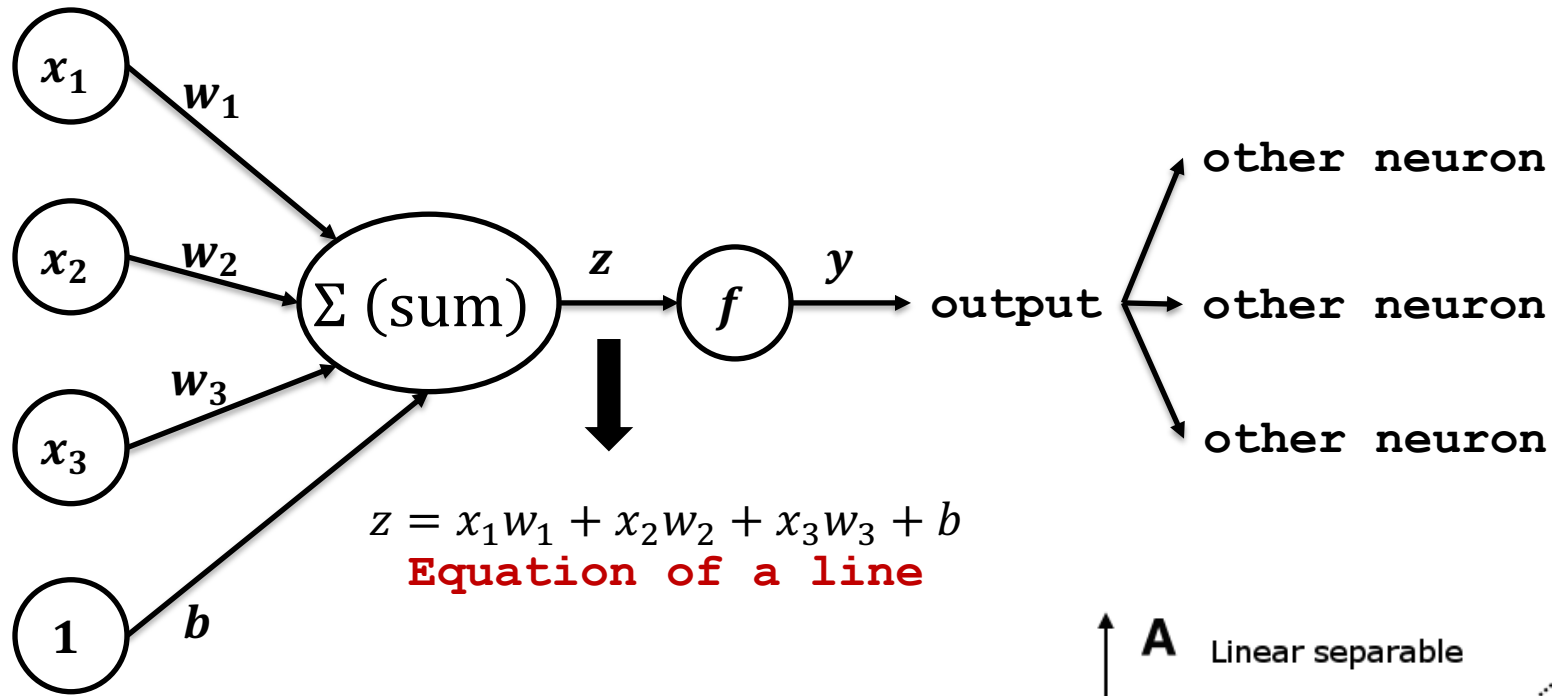 x₁
w₁
x₂
w₂
x₃
w₃
1
b
Σ (sum)
z
f
y
output
other neuron
other neuron
other neuron
z = x₁w₁ + x₂w₂ + x₃w₃ + b
Equation of a line
A Linear separable